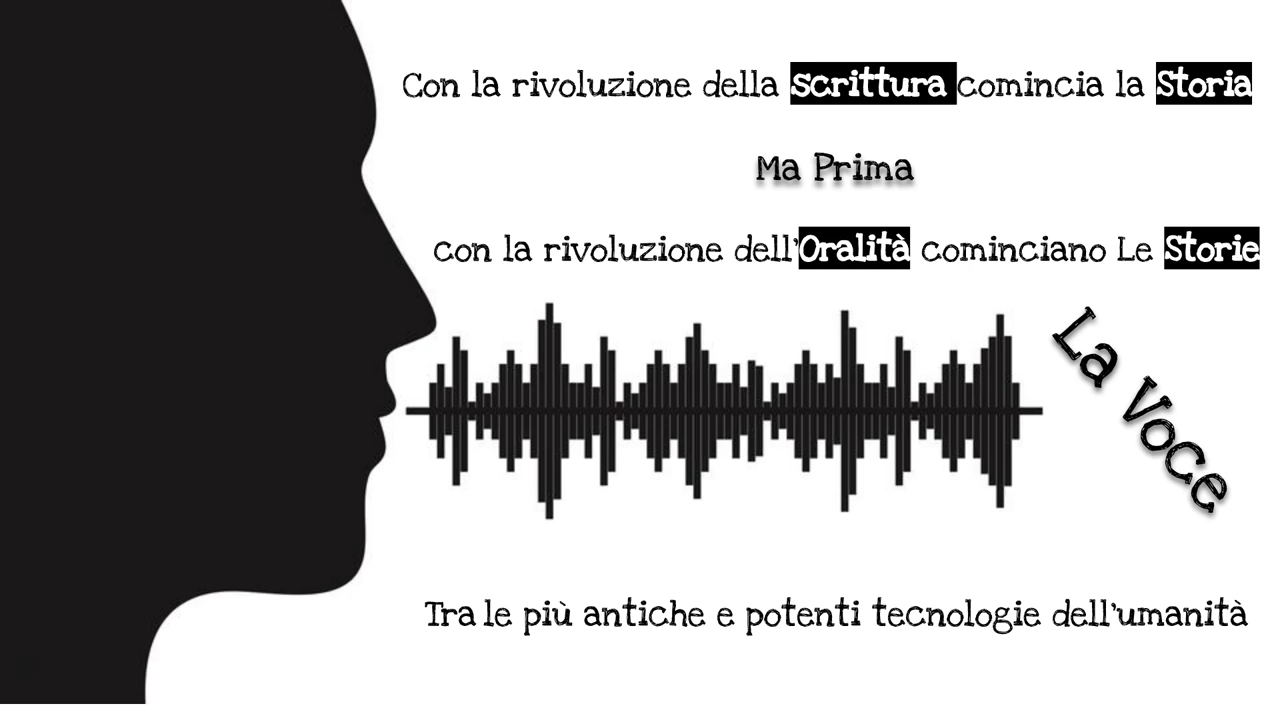 Con la rivoluzione della scrittura comincia la Storia
Ma Prima
con la rivoluzione dell'Oralità cominciano Le Storie
La Voce
Tra le più antiche e potenti tecnologie dell'umanità